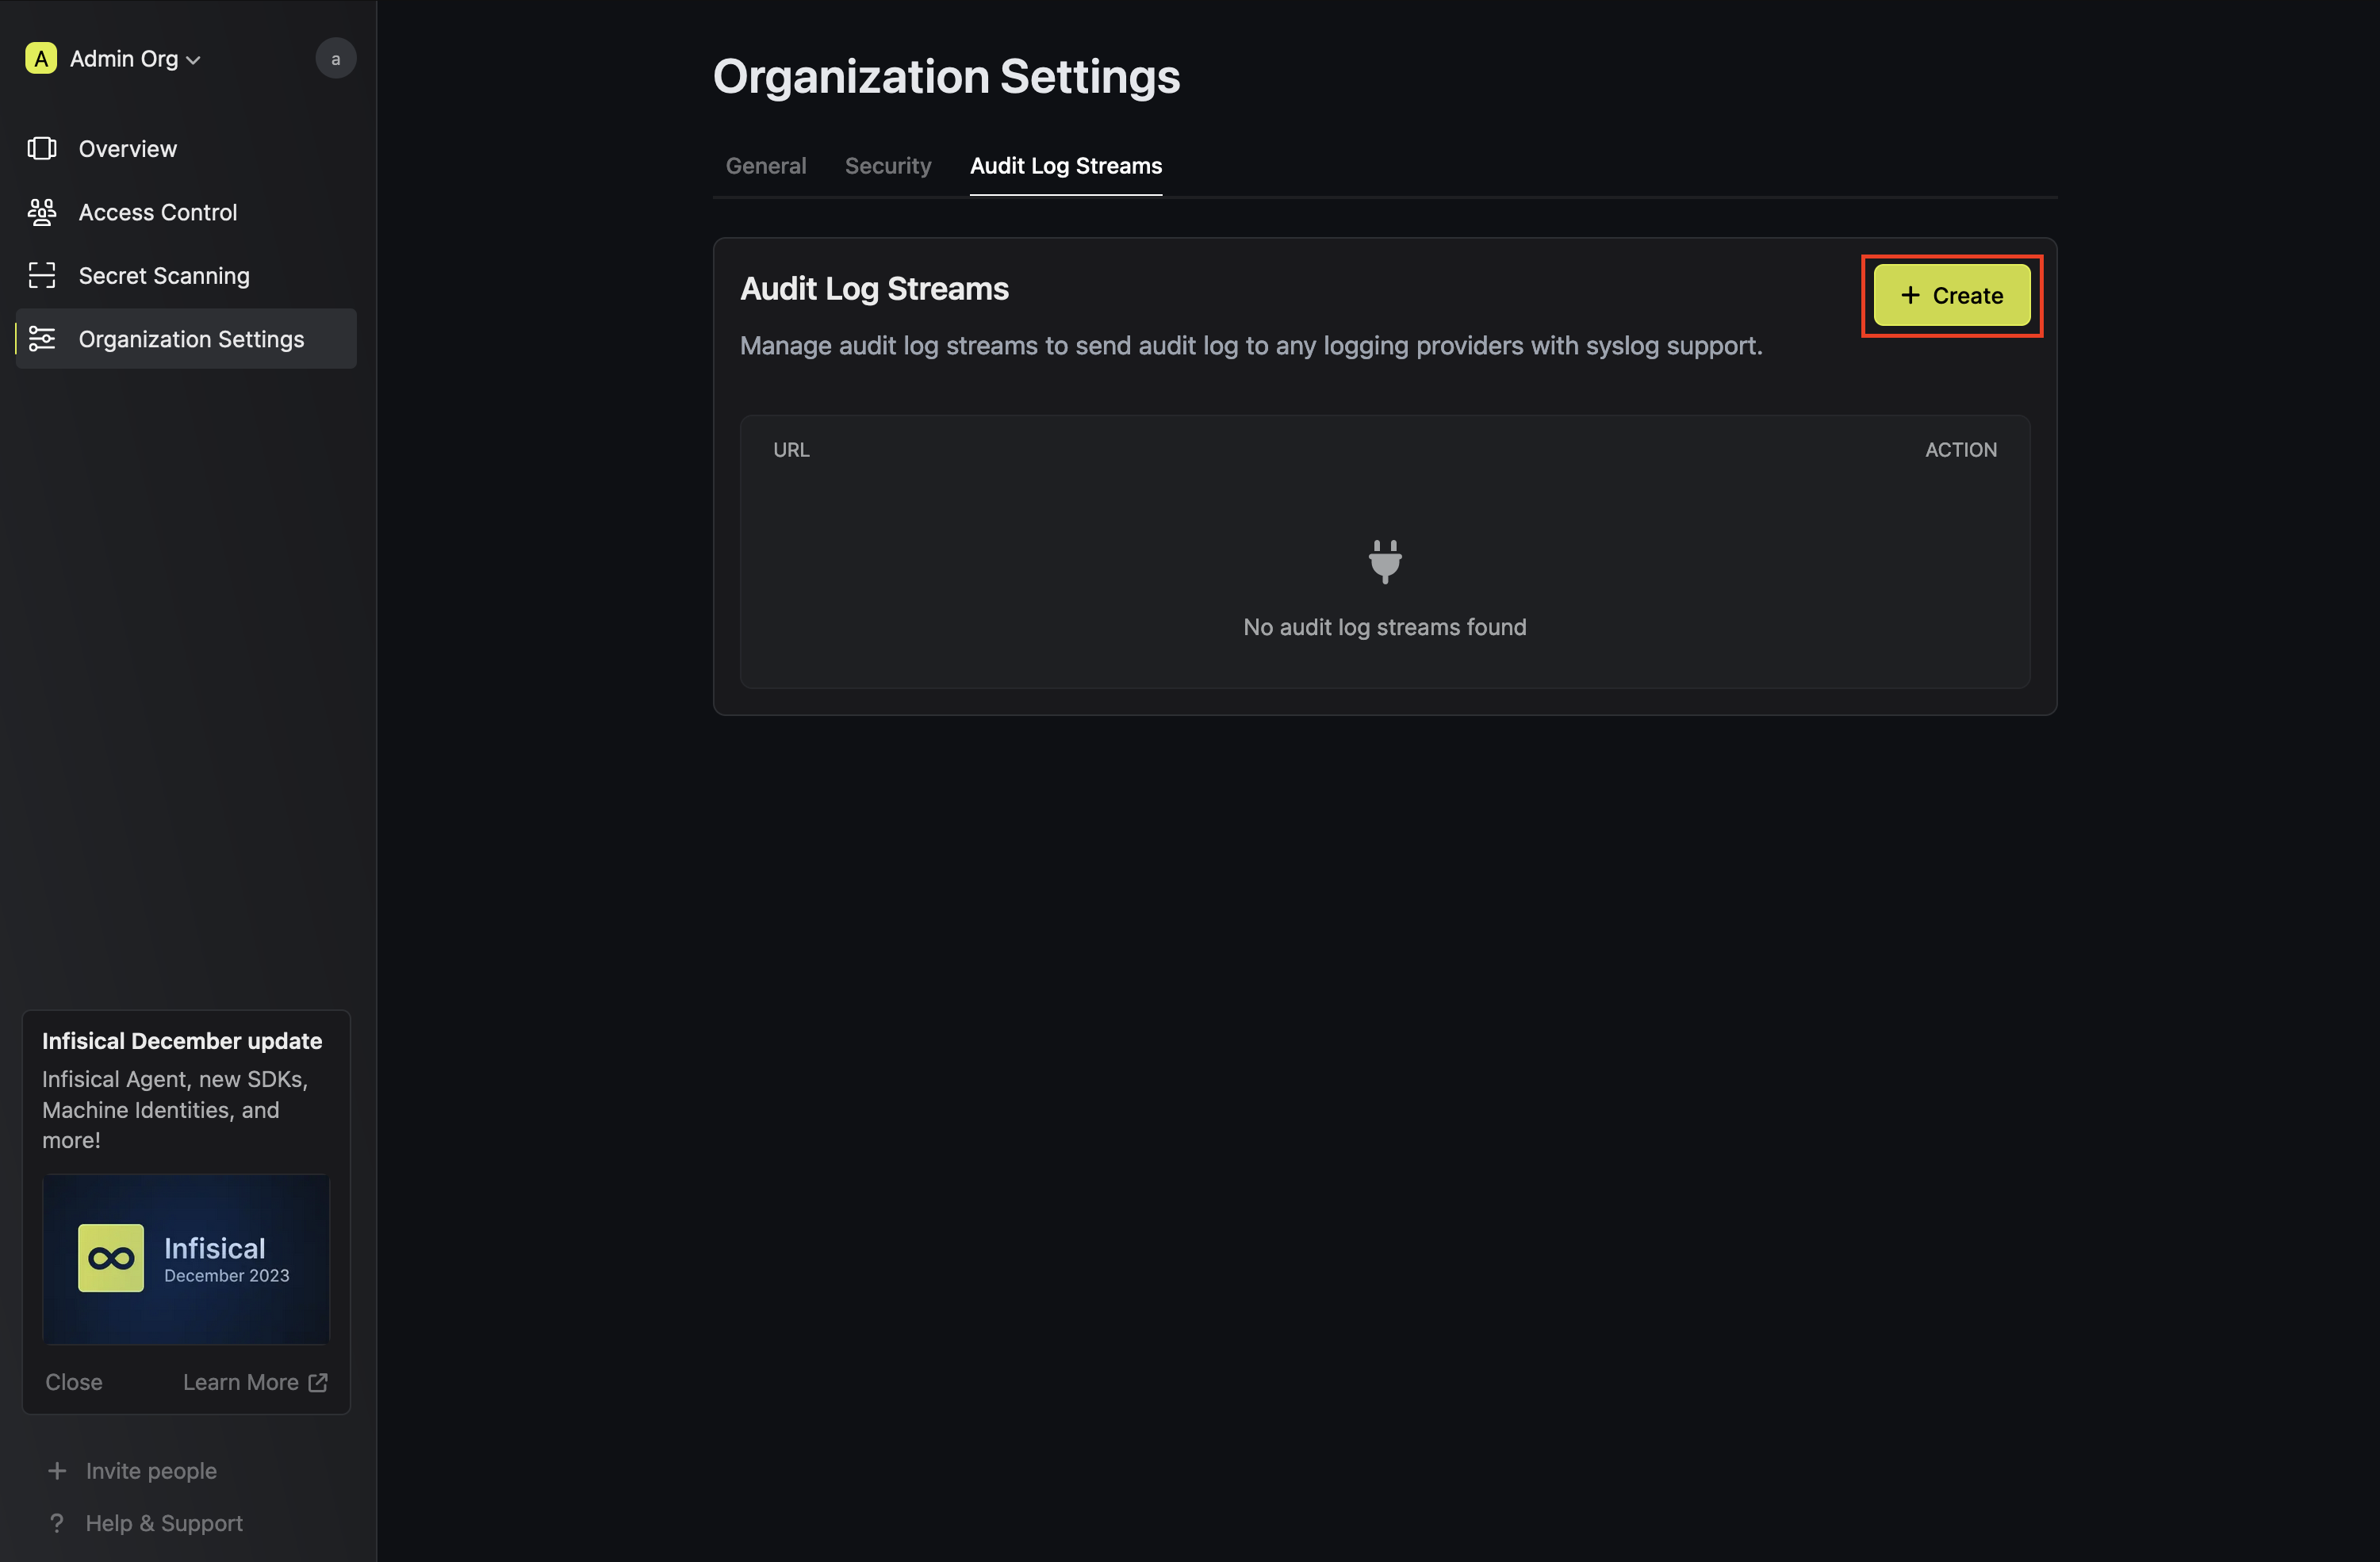 A Admin Org
a
Overview
Access Control
Secret Scanning
Organization Settings
Infisical December update
Infisical Agent, new SDKs,
Machine Identities, and
more!
Infisical
December 2023
Close Learn More
Invite people
Help & Support
Organization Settings
General Security Audit Log Streams
Audit Log Streams
+ Create
Manage audit log streams to send audit log to any logging providers with syslog support.
URL ACTION
No audit log streams found